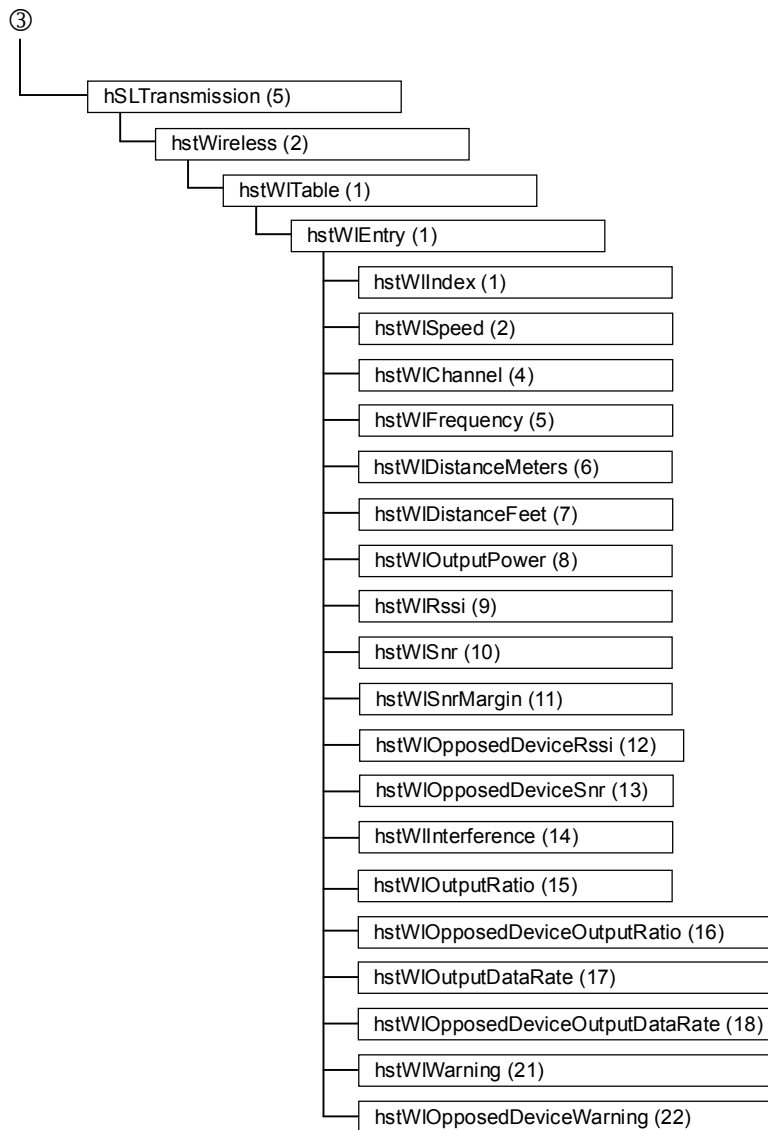 ③
hSLTransmission (5)
hstWireless (2)
hstWlTable (1)
hstWlEntry (1)
hstWlIndex (1)
hstWlSpeed (2)
hstWlChannel (4)
hstWlFrequency (5)
hstWlDistanceMeters (6)
hstWlDistanceFeet (7)
hstWlOutputPower (8)
hstWlRssi (9)
hstWlSnr (10)
hstWlSnrMargin (11)
hstWlOpposedDeviceRssi (12)
hstWlOpposedDeviceSnr (13)
hstWlInterference (14)
hstWlOutputRatio (15)
hstWlOpposedDeviceOutputRatio (16)
hstWlOutputDataRate (17)
hstWlOpposedDeviceOutputDataRate (18)
hstWlWarning (21)
hstWlOpposedDeviceWarning (22)